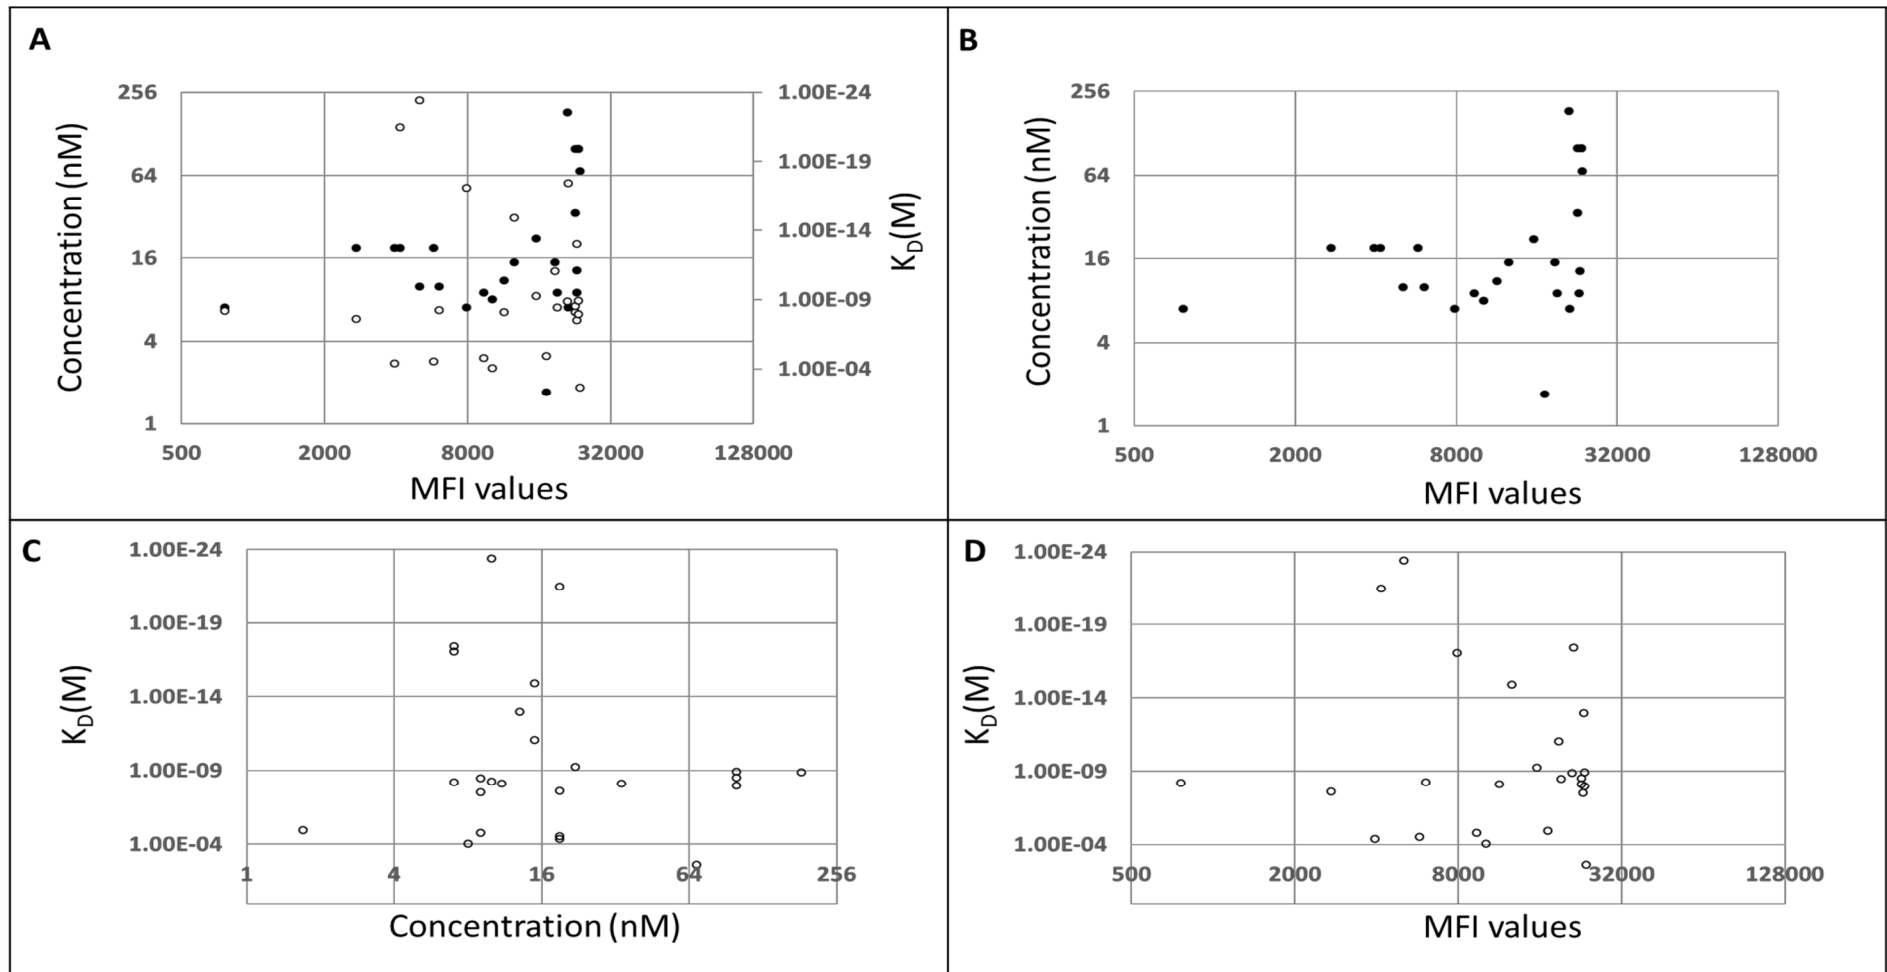 A
Concentration (nM)
256
64
16
4
1
500 2000 8000 32000 128000
MFI values
1.00E-24
1.00E-19
1.00E-14
1.00E-09
1.00E-04
KD(M)
B
Concentration (nM)
256
64
16
4
1
500 2000 8000 32000 128000
MFI values
C
KD(M)
1.00E-24
1.00E-19
1.00E-14
1.00E-09
1.00E-04
1 4 16 64 256
Concentration (nM)
D
KD(M)
1.00E-24
1.00E-19
1.00E-14
1.00E-09
1.00E-04
500 2000 8000 32000 128000
MFI values